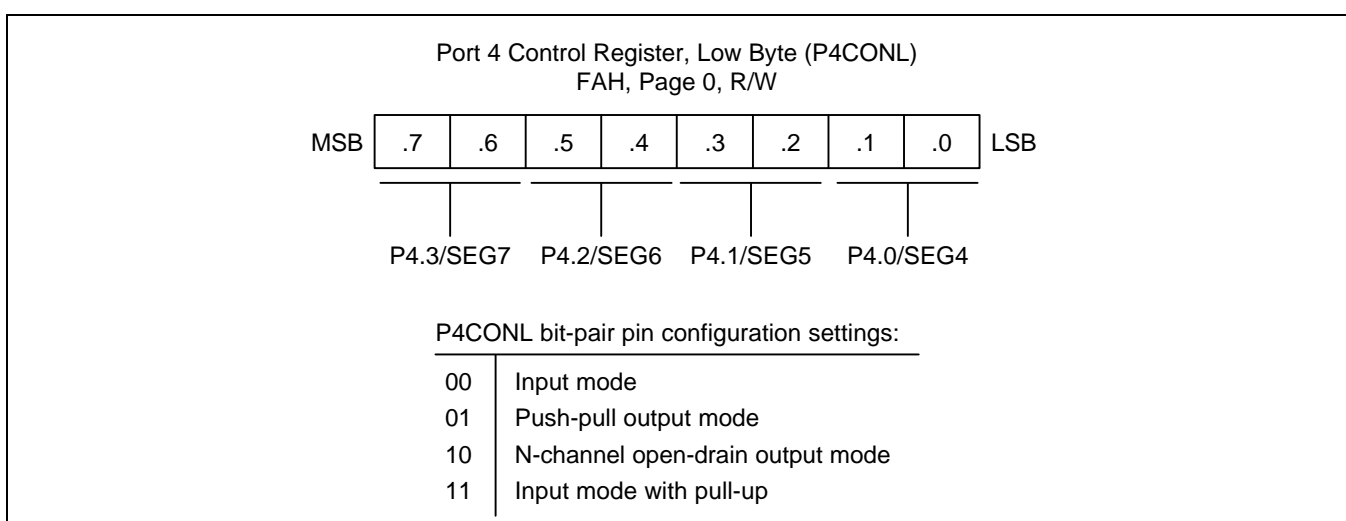 Port 4 Control Register, Low Byte (P4CONL)
FAH, Page 0, R/W
MSB .7 .6 .5 .4 .3 .2 .1 .0 LSB
P4.3/SEG7 P4.2/SEG6 P4.1/SEG5 P4.0/SEG4
P4CONL bit-pair pin configuration settings:
00 Input mode
01 Push-pull output mode
10 N-channel open-drain output mode
11 Input mode with pull-up